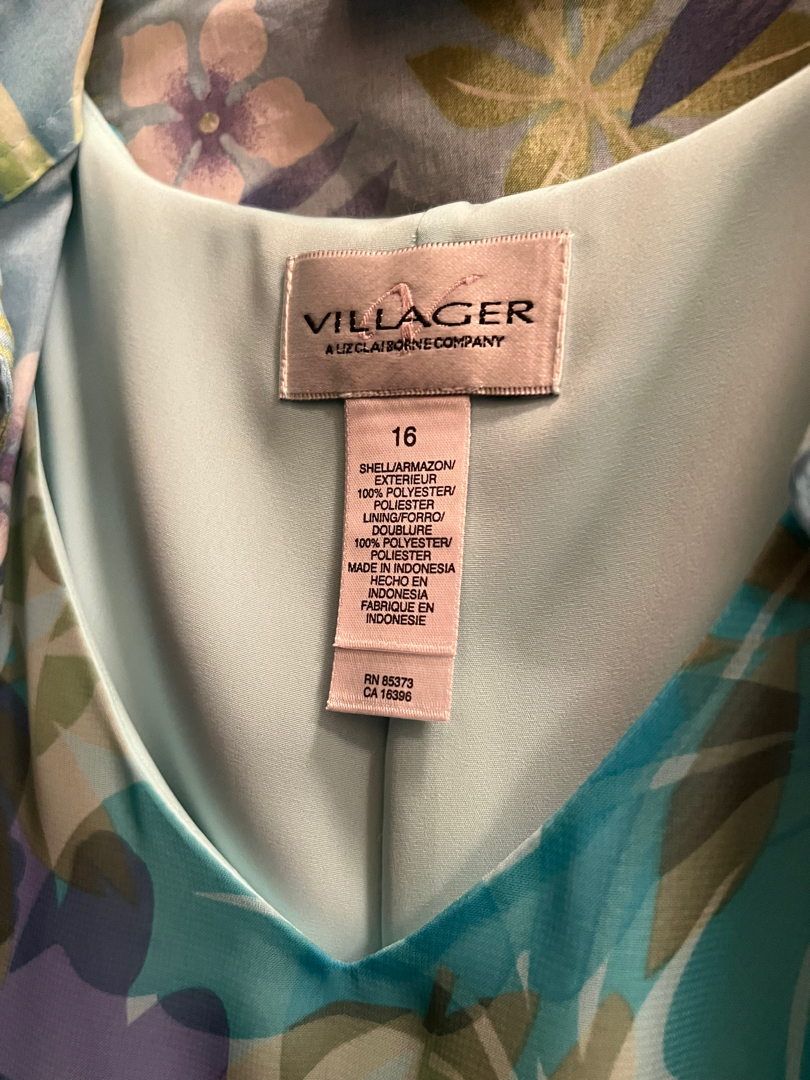 VILLAGER
A LIZ CLAIBORNE COMPANY
16
SHELL/ARMAZON/
EXTERIEUR
100% POLYESTER/
POLIESTER
LINING/FORRO/
DOUBLURE
100% POLYESTER/
POLIESTER
MADE IN INDONESIA
HECHO EN
INDONESIA
FABRIQUE EN
INDONESIE
RN 85373
CA 16396